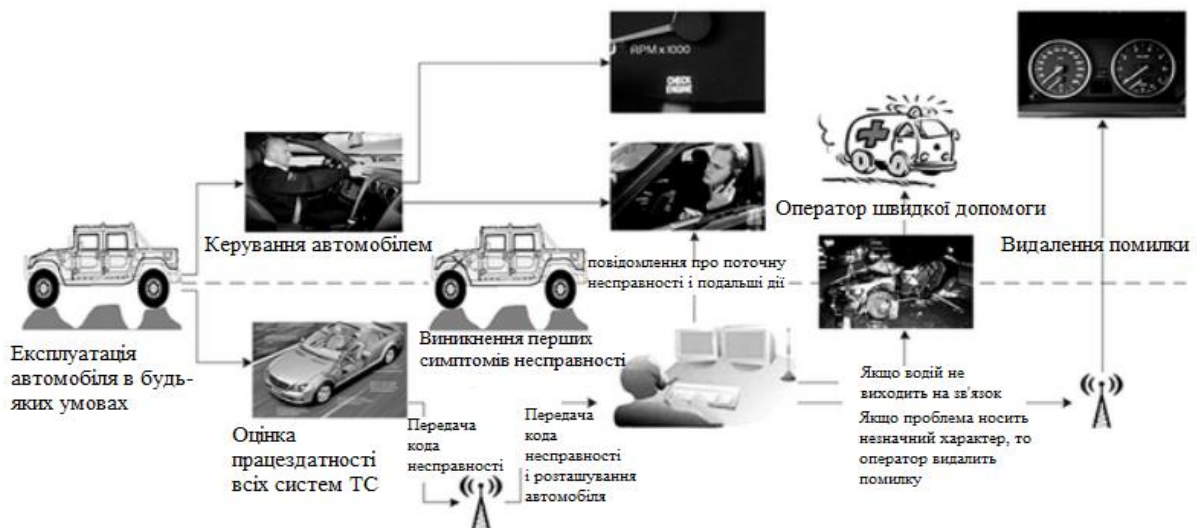 RPM x 1000
CHECK
ENGINE
Оператор швидкої допомоги
Керування автомобілем
Видалення помилки
повідомлення про поточну
несправності і подальші дії
Експлуатація
автомобіля в будь-
яких умовах
Виникнення перших
симптомів несправності
Оцінка
працездатності
всіх систем ТС
Передача
кода
несправності
Передача
кода
несправності
і розташування
автомобіля
Якщо водій не
виходить на зв'язок
Якщо проблема носить
незначний характер, то
оператор видалить
помилку